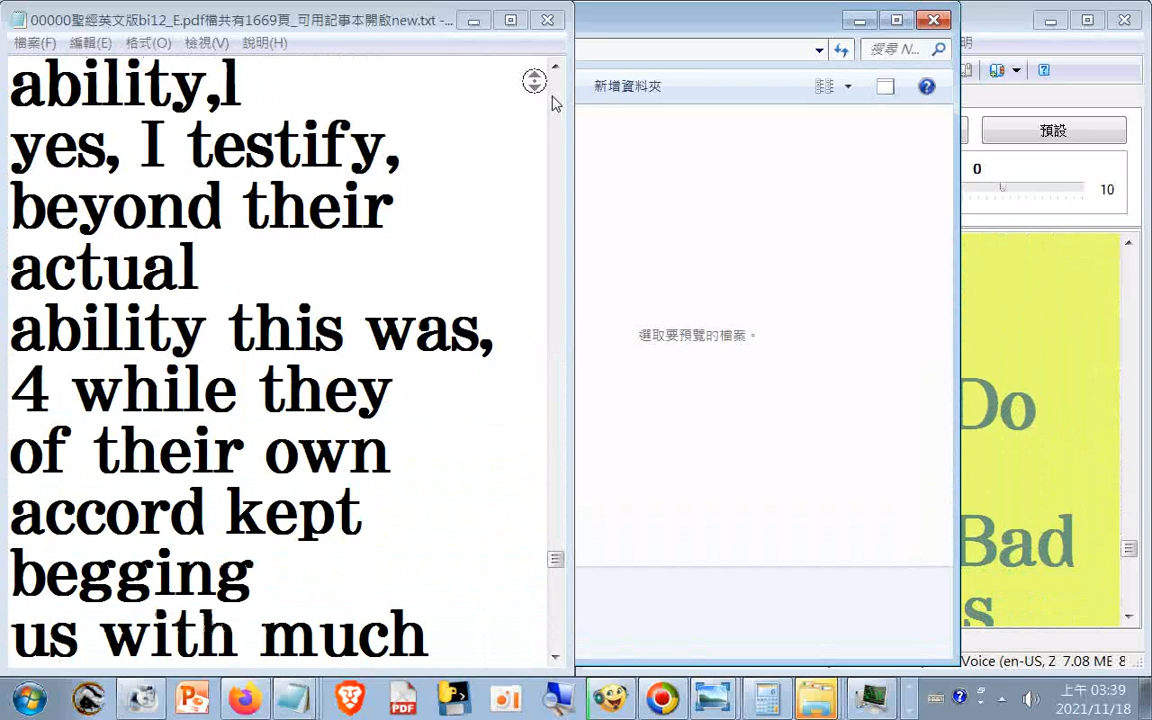 00000聖經英文版bi12_E.pdf檔共有1669頁_可用記事本開啟new.txt -...
檔案(F) 編輯(E) 格式(O) 檢視(V) 說明(H)
ability,l
yes, I testify,
beyond their
actual
ability this was,
4 while they
of their own
accord kept
begging
us with much
搜尋 N...
新增資料夾
選取要預覽的檔案。
明
預設
0
10
Do
Bad
s
Voice (en-US, Z 7.08 ME 8
PDF
上午 03:39
2021/11/18